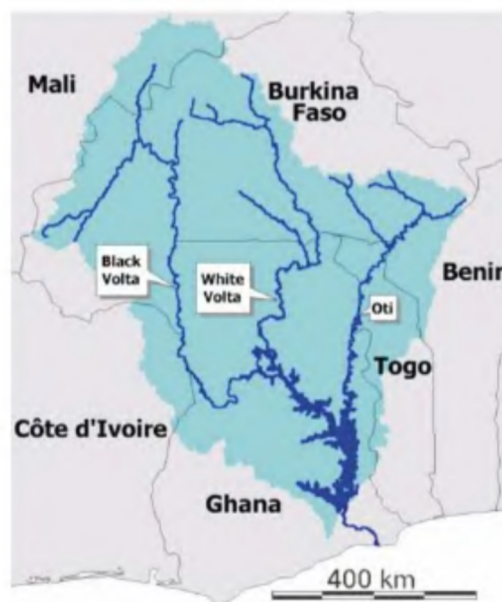 Mali
Burkina
Faso
Black
Volta
White
Volta
Benin
Oti
Togo
Côte d'Ivoire
Ghana
400 km